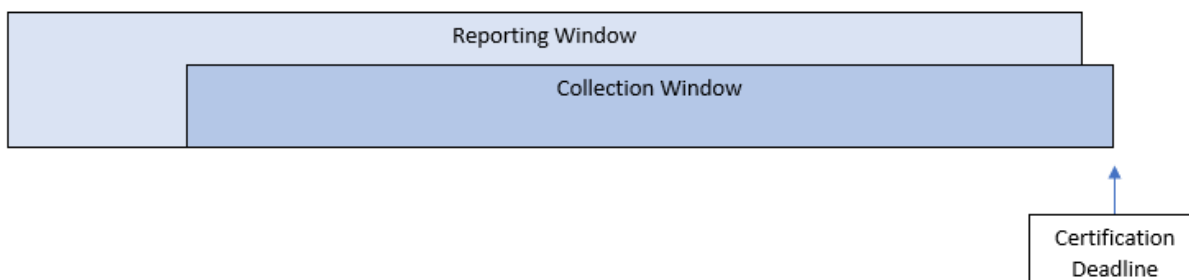 Reporting Window
Collection Window
Certification
Deadline